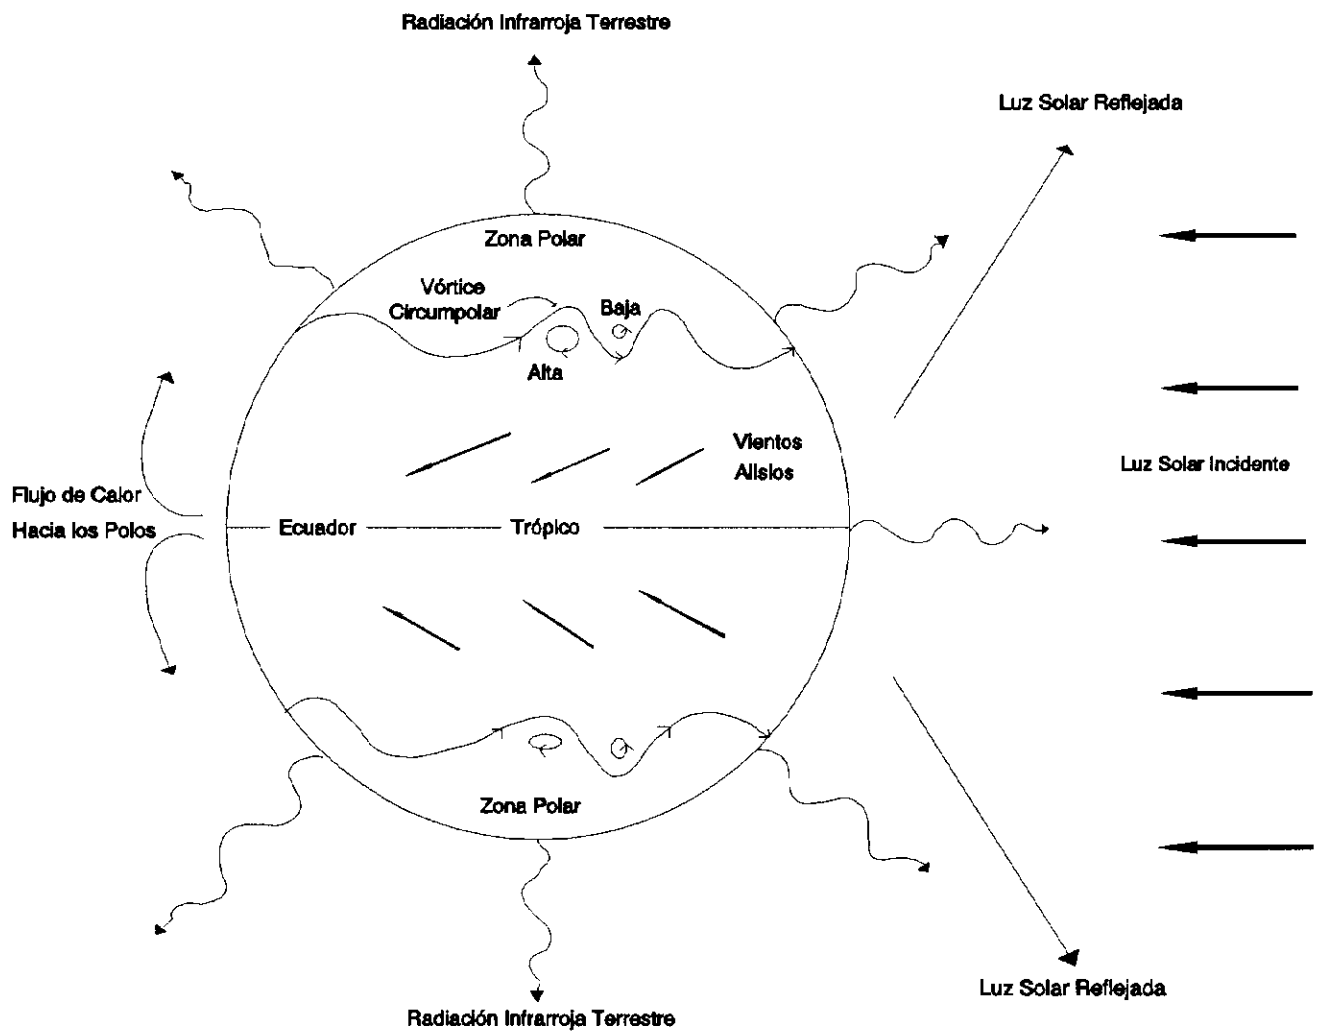 Radiación Infrarroja Terrestre
Luz Solar Reflejada
Zona Polar
Vórtice
Circumpolar
Baja
Alta
Vientos
Alisios
Luz Solar Incidente
Flujo de Calor
Hacia los Polos
Ecuador
Trópico
Zona Polar
Luz Solar Reflejada
Radiación Infrarroja Terrestre